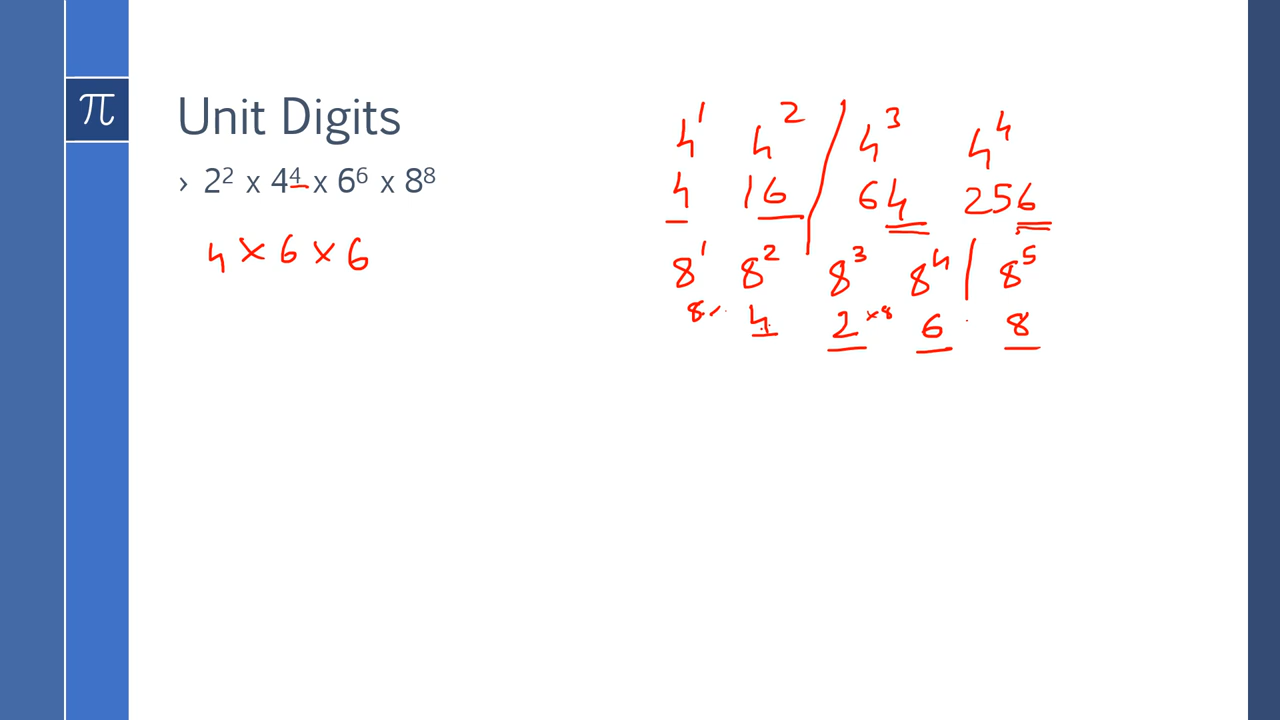 π
Unit Digits
› 2² x 4⁴ x 6⁶ x 8⁸
4 × 6 × 6
4¹ 4² / 4³ 4⁴
4 16 64 256
8¹ 8² 8³ 8⁴ / 8⁵
8 4 2 ×8 6 8